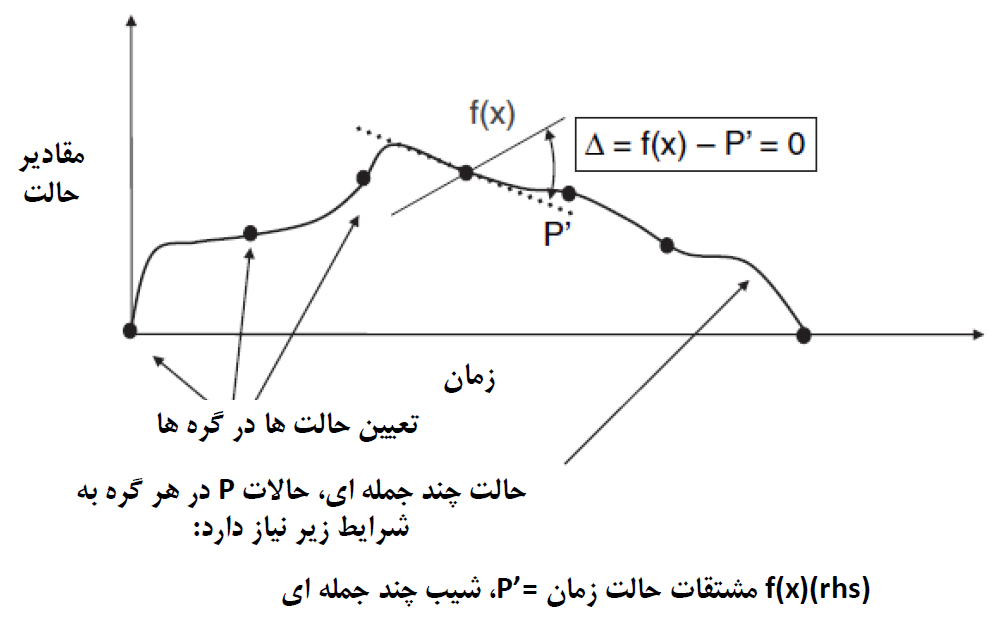 f(x)
Δ = f(x) – P’ = 0
مقادیر
حالت
P’
زمان
تعیین حالت ها در گره ها
حالت چند جمله ای، حالات P در هر گره به
شرایط زیر نیاز دارد:
f(x)(rhs) مشتقات حالت زمان =P’، شیب چند جمله ای